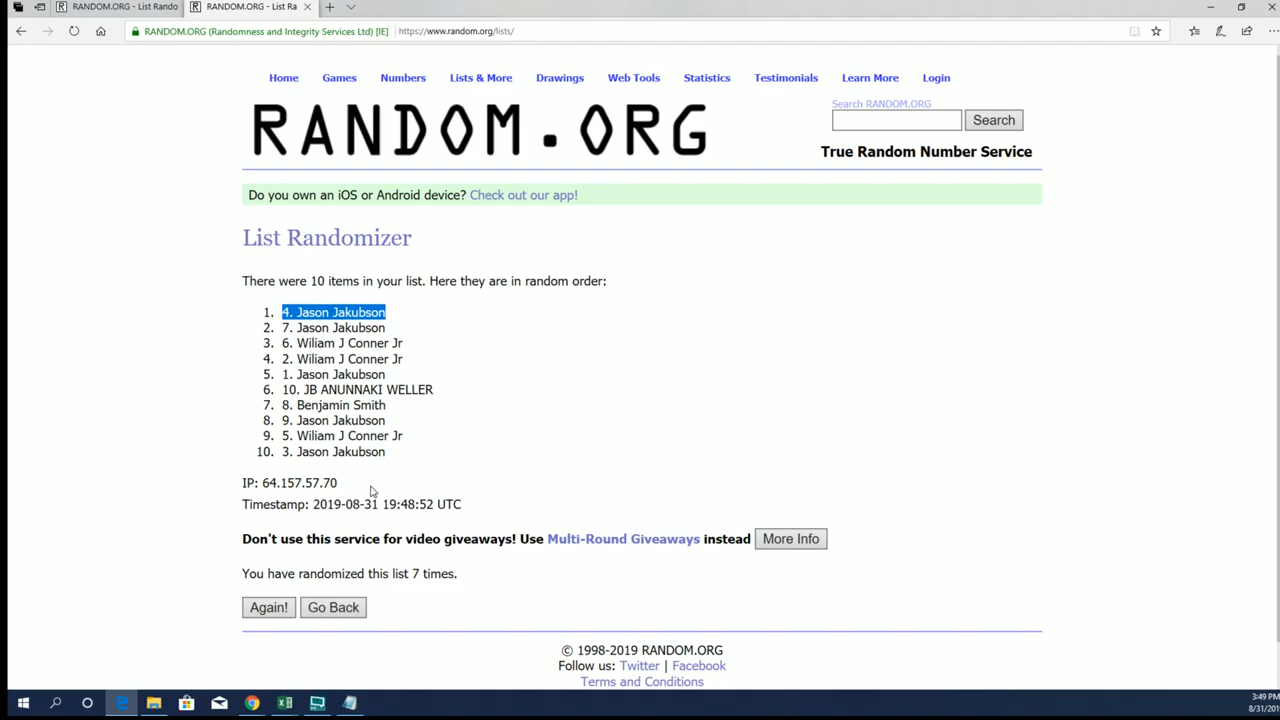 RANDOM.ORG - List Rando
RANDOM.ORG - List Ra
RANDOM.ORG (Randomness and Integrity Services Ltd) [IE]
https://www.random.org/lists/
Home Games Numbers Lists & More Drawings Web Tools Statistics Testimonials Learn More Login
RANDOM.ORG
Search RANDOM.ORG
Search
True Random Number Service
Do you own an iOS or Android device? Check out our app!
List Randomizer
There were 10 items in your list. Here they are in random order:
1. 4. Jason Jakubson
2. 7. Jason Jakubson
3. 6. Wiliam J Conner Jr
4. 2. Wiliam J Conner Jr
5. 1. Jason Jakubson
6. 10. JB ANUNNAKI WELLER
7. 8. Benjamin Smith
8. 9. Jason Jakubson
9. 5. Wiliam J Conner Jr
10. 3. Jason Jakubson
IP: 64.157.57.70
Timestamp: 2019-08-31 19:48:52 UTC
Don't use this service for video giveaways! Use Multi-Round Giveaways instead More Info
You have randomized this list 7 times.
Again! Go Back
© 1998-2019 RANDOM.ORG
Follow us: Twitter | Facebook
Terms and Conditions
3:49 PM
8/31/20